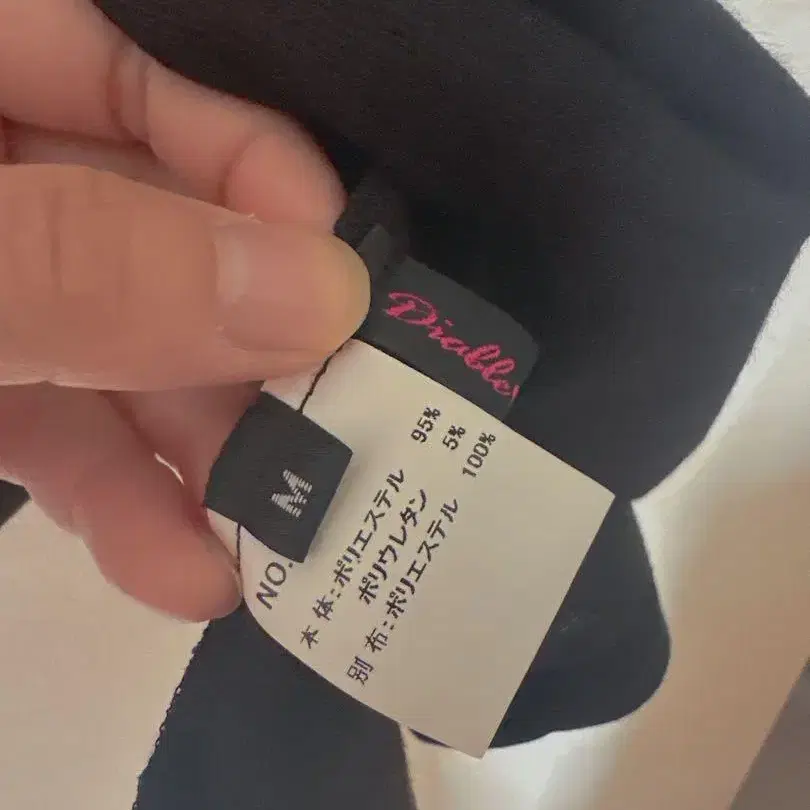 Diable
M
NO.
本体:ポリエステル 95%
ポリウレタン 5%
別布:ポリエステル 100%